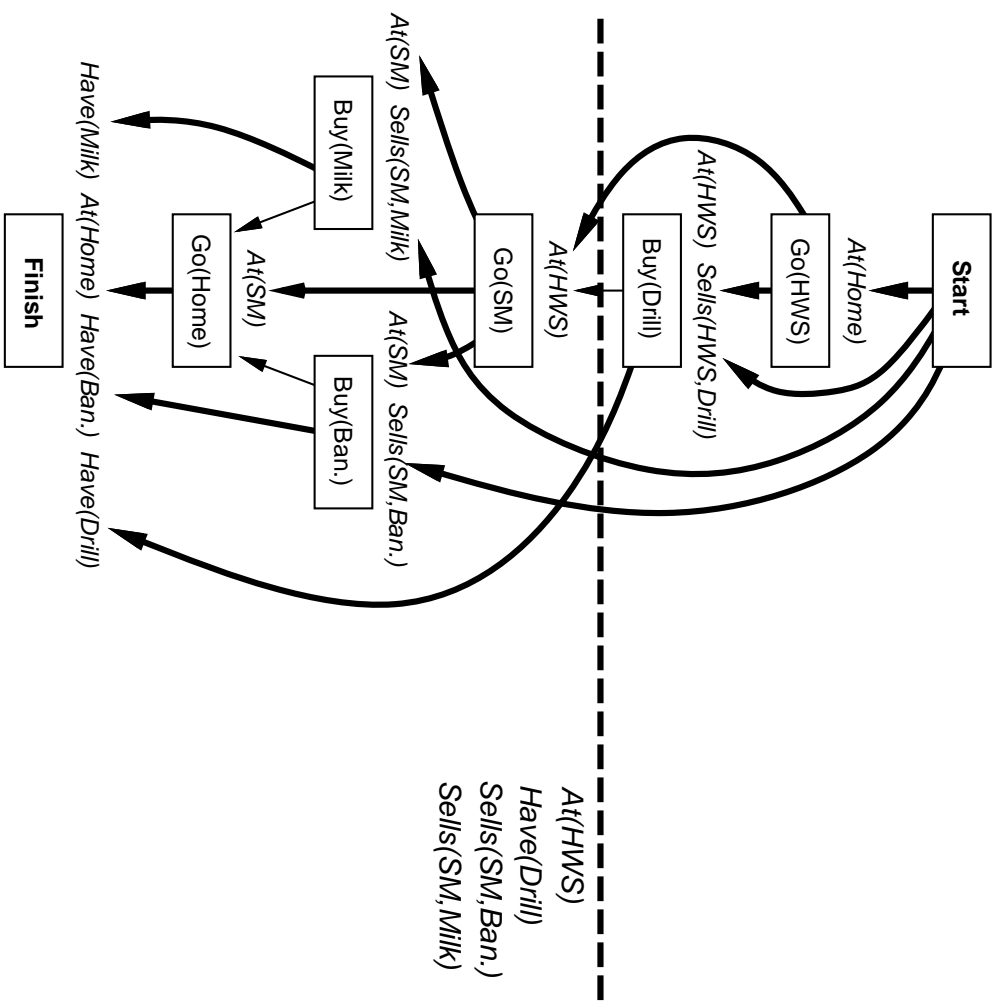 Start
At(Home)
Go(HWS)
At(HWS) Sells(HWS,Drill)
Buy(Drill)
At(HWS)
Go(SM)
At(SM) Sells(SM,Milk)
At(SM) Sells(SM,Ban.)
Buy(Milk)
Buy(Ban.)
At(SM)
Go(Home)
Have(Milk) At(Home) Have(Ban.) Have(Drill)
Finish
At(HWS)
Have(Drill)
Sells(SM,Ban.)
Sells(SM,Milk)